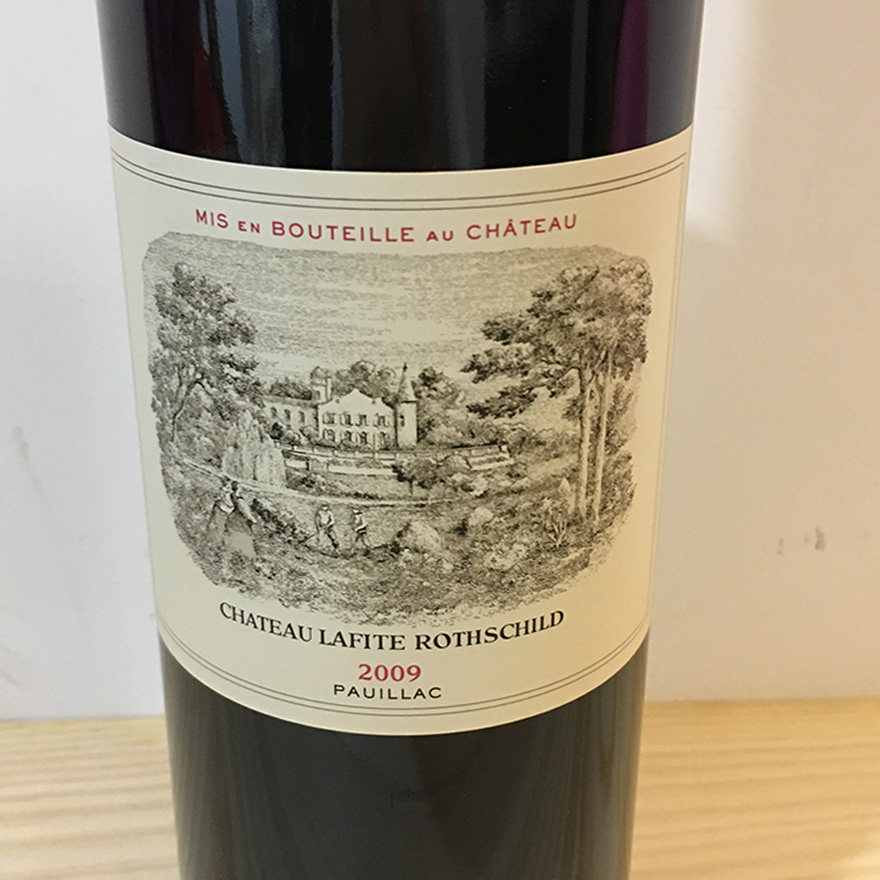 MIS EN BOUTEILLE AU CHÂTEAU
CHATEAU LAFITE ROTHSCHILD
2009
PAUILLAC